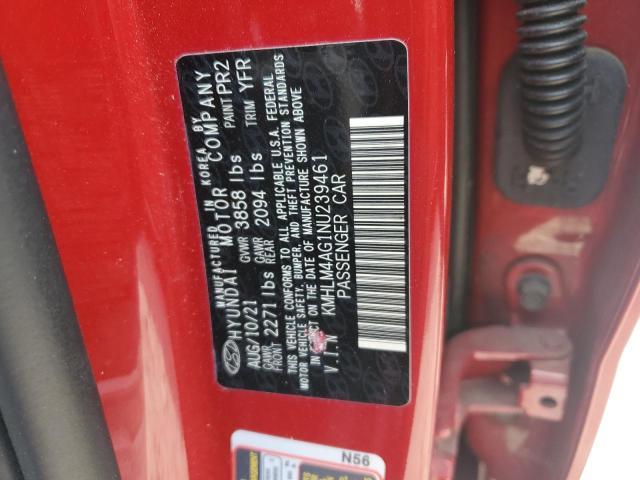 MANUFACTURED IN KOREA BY
HYUNDAI MOTOR COMPANY
AUG/10/21 GVWR 3858 lbs PAINT PR2
GAWR FRONT 2271 lbs GAWR REAR 2094 lbs TRIM YFR
THIS VEHICLE CONFORMS TO ALL APPLICABLE U.S.A. FEDERAL
MOTOR VEHICLE SAFETY, BUMPER, AND THEFT PREVENTION STANDARDS
IN EFFECT ON THE DATE OF MANUFACTURE SHOWN ABOVE
V.I.N KMHLM4AG1NU239461
PASSENGER CAR
N56